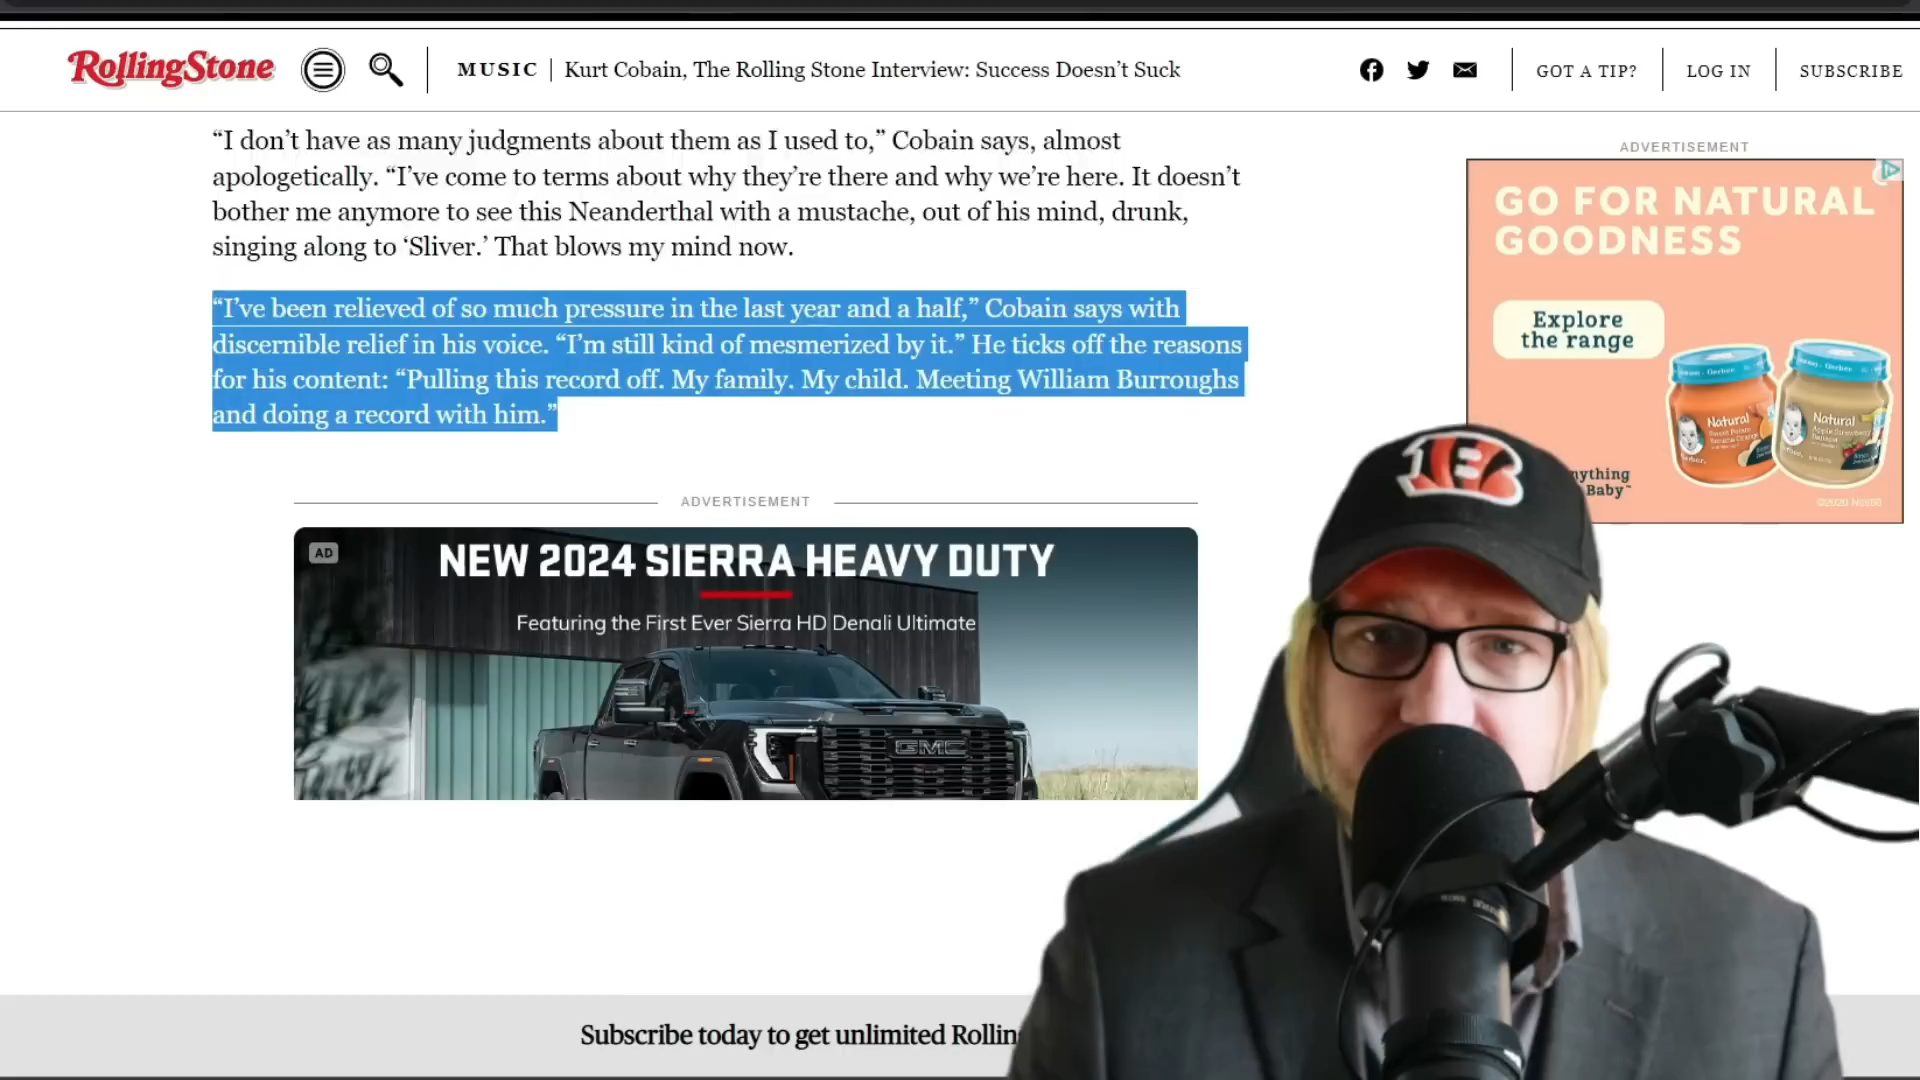 RollingStone
MUSIC | Kurt Cobain, The Rolling Stone Interview: Success Doesn’t Suck
GOT A TIP?
LOG IN
SUBSCRIBE
“I don’t have as many judgments about them as I used to,” Cobain says, almost
apologetically. “I’ve come to terms about why they’re there and why we’re here. It doesn’t
bother me anymore to see this Neanderthal with a mustache, out of his mind, drunk,
singing along to ‘Sliver.’ That blows my mind now.
“I’ve been relieved of so much pressure in the last year and a half,” Cobain says with
discernible relief in his voice. “I’m still kind of mesmerized by it.” He ticks off the reasons
for his content: “Pulling this record off. My family. My child. Meeting William Burroughs
and doing a record with him.”
ADVERTISEMENT
AD
NEW 2024 SIERRA HEAVY DUTY
Featuring the First Ever Sierra HD Denali Ultimate
GMC
ADVERTISEMENT
GO FOR NATURAL
GOODNESS
Explore
the range
Natural
Natural
Baby
B
Subscribe today to get unlimited